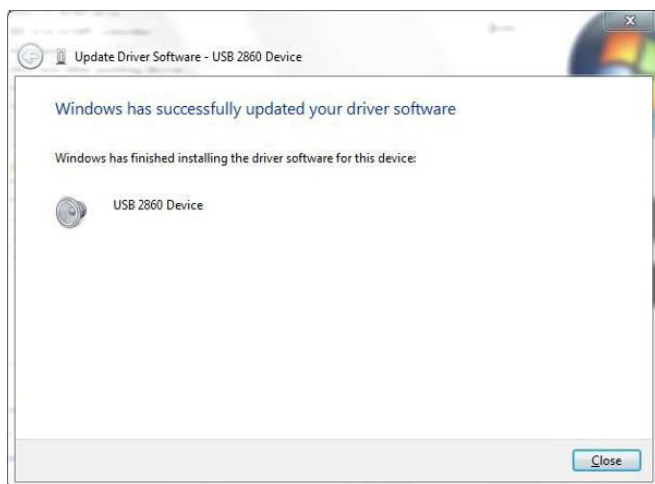 Update Driver Software - USB 2860 Device
Windows has successfully updated your driver software
Windows has finished installing the driver software for this device:
USB 2860 Device
Close